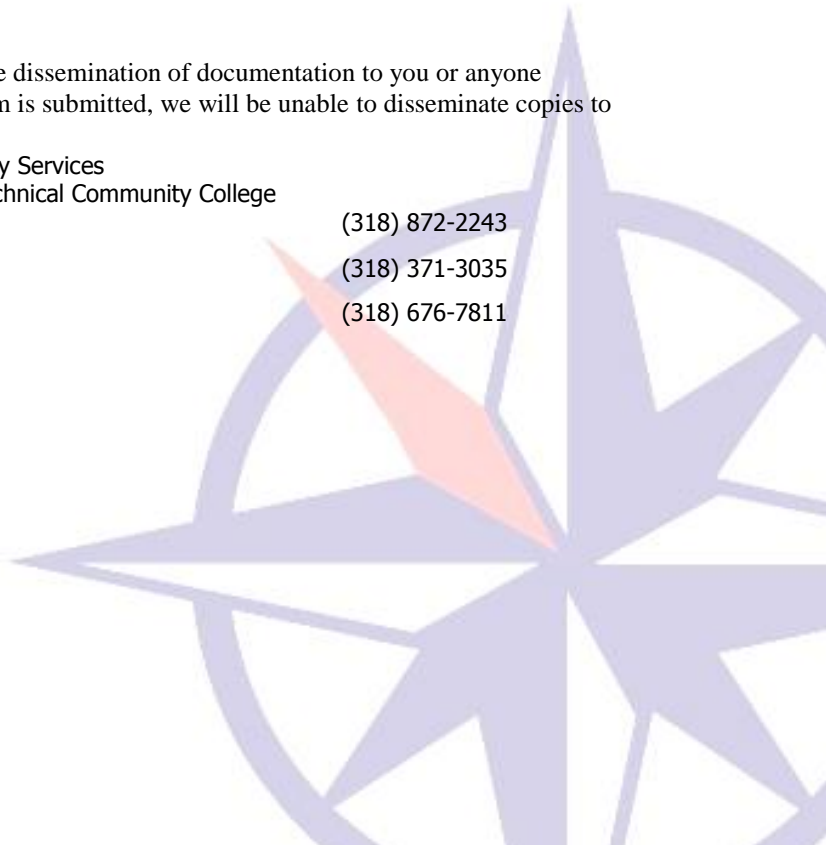 e dissemination of documentation to you or anyone
m is submitted, we will be unable to disseminate copies to
y Services
chnical Community College
(318) 872-2243
(318) 371-3035
(318) 676-7811